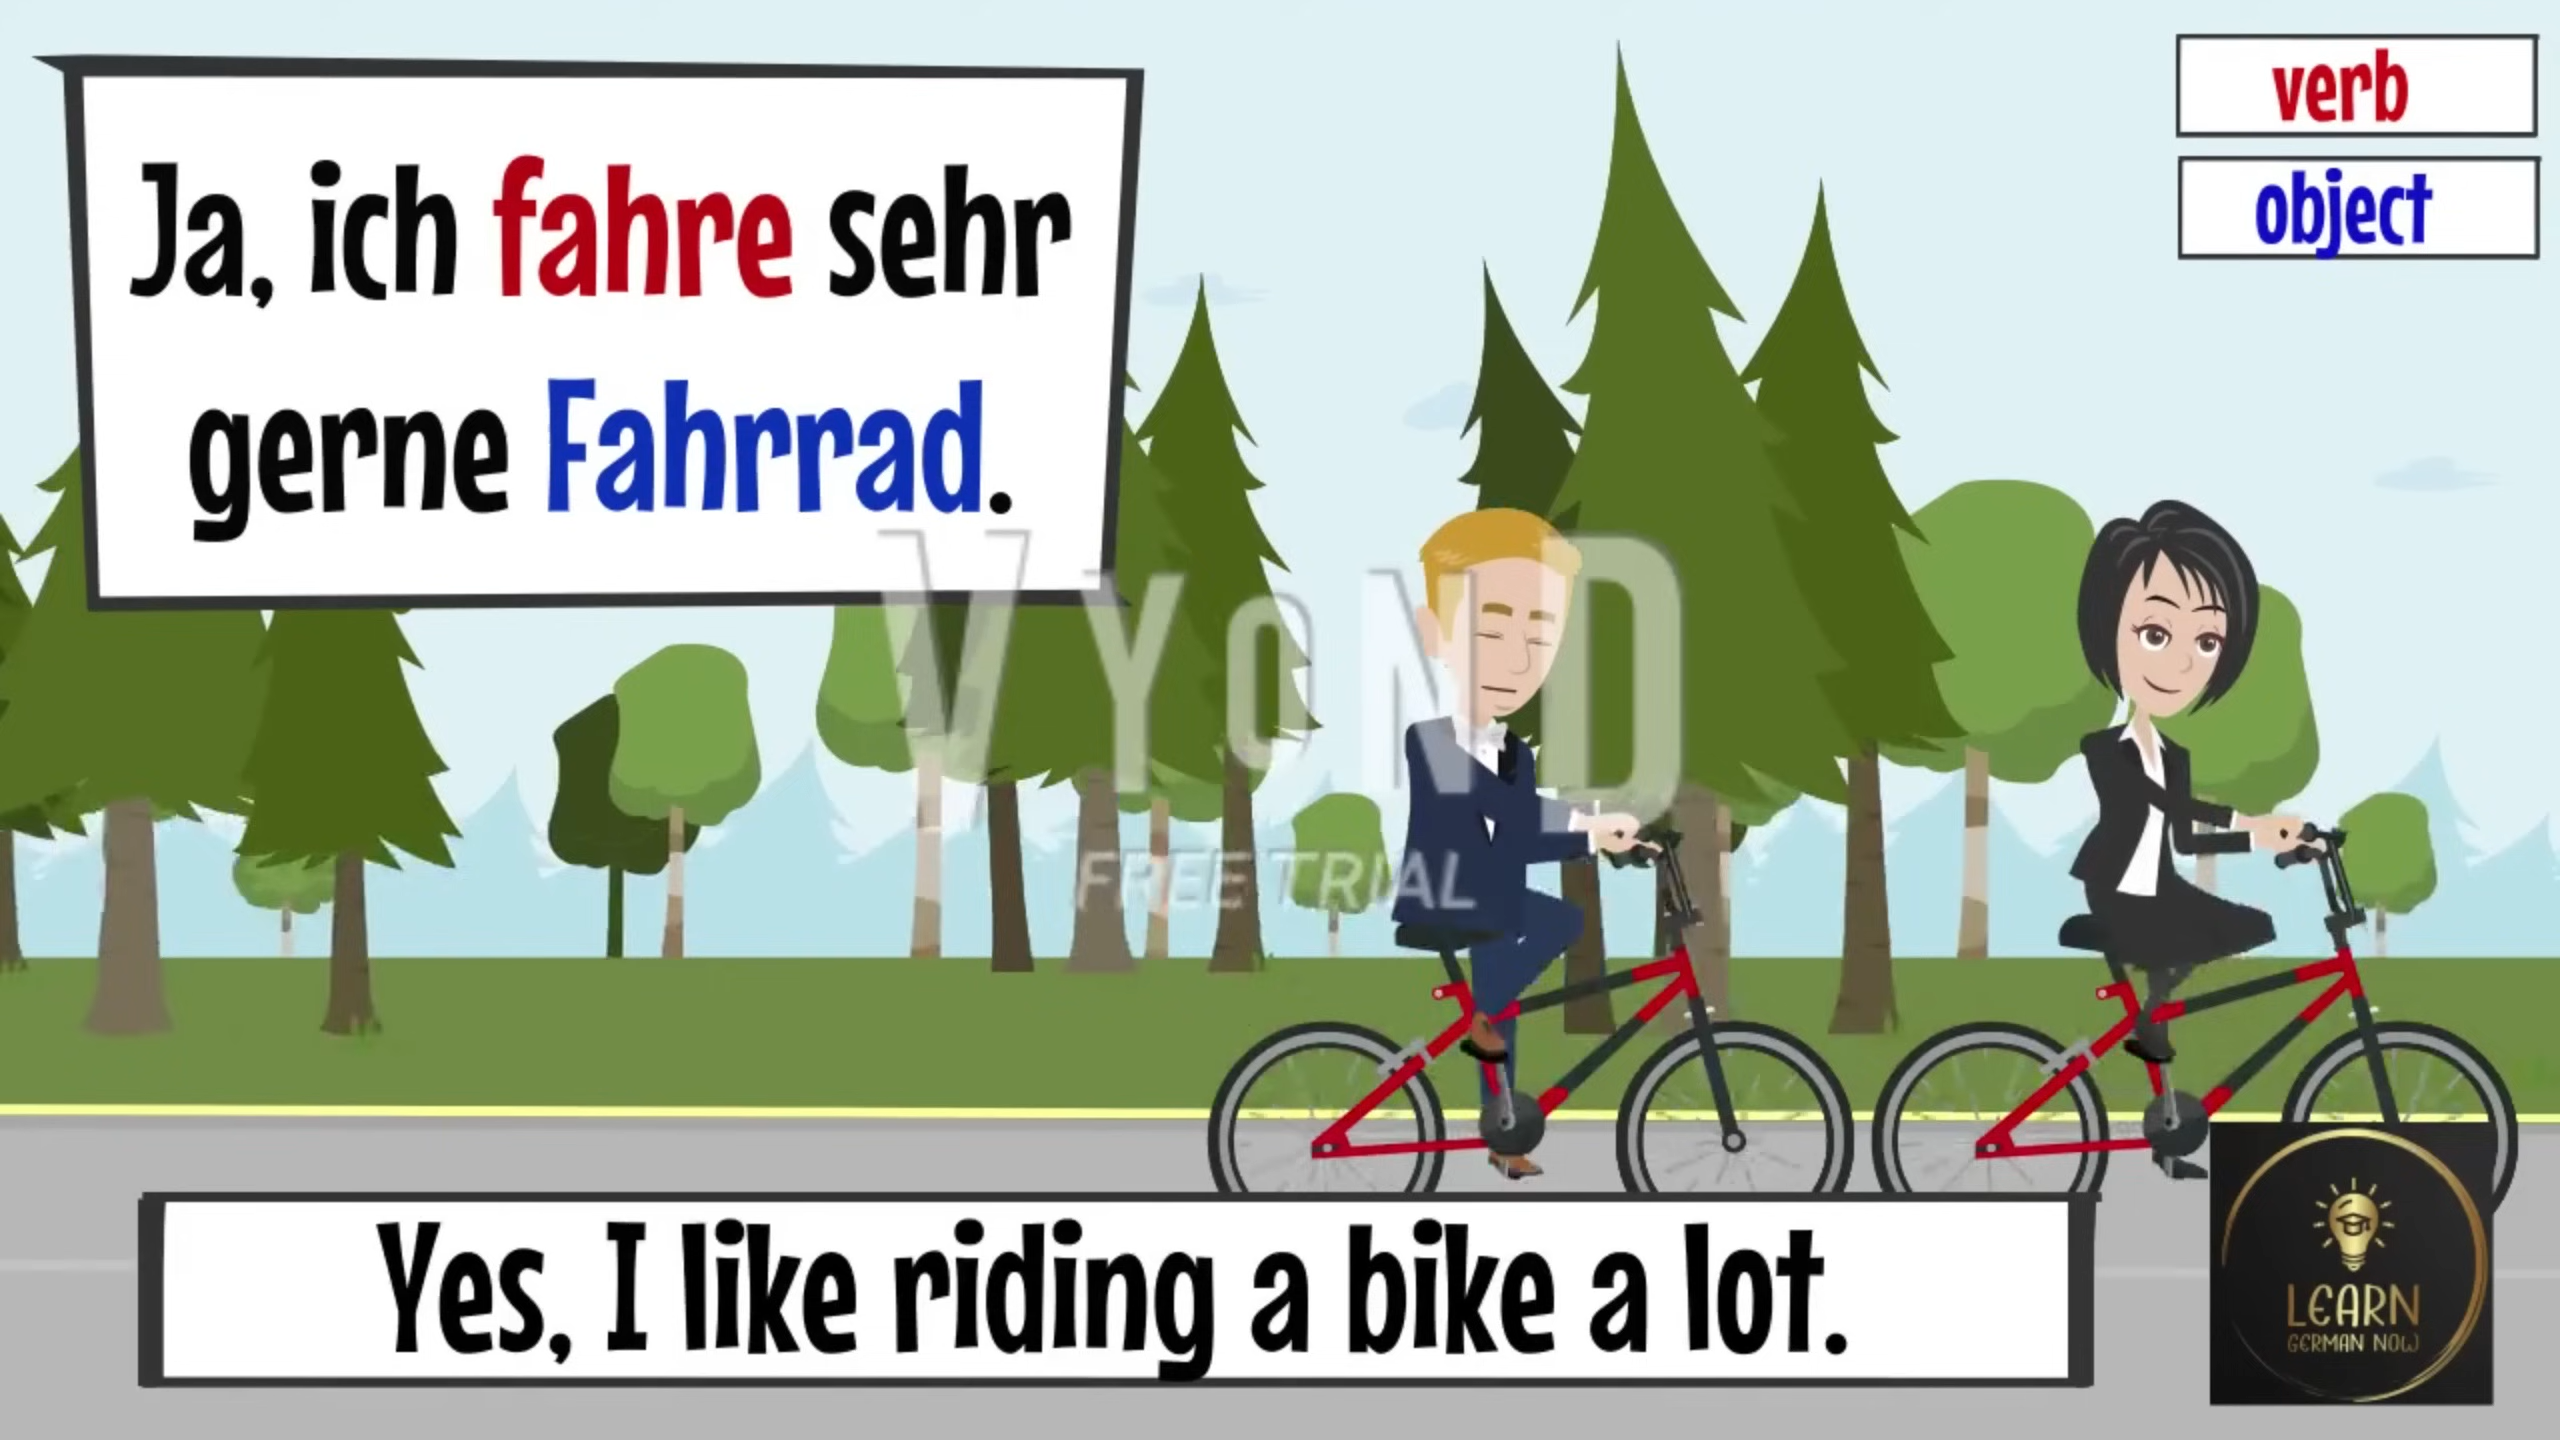 Ja, ich fahre sehr
gerne Fahrrad.
verb
object
VYOND
FREE TRIAL
Yes, I like riding a bike a lot.
LEARN
GERMAN NOW